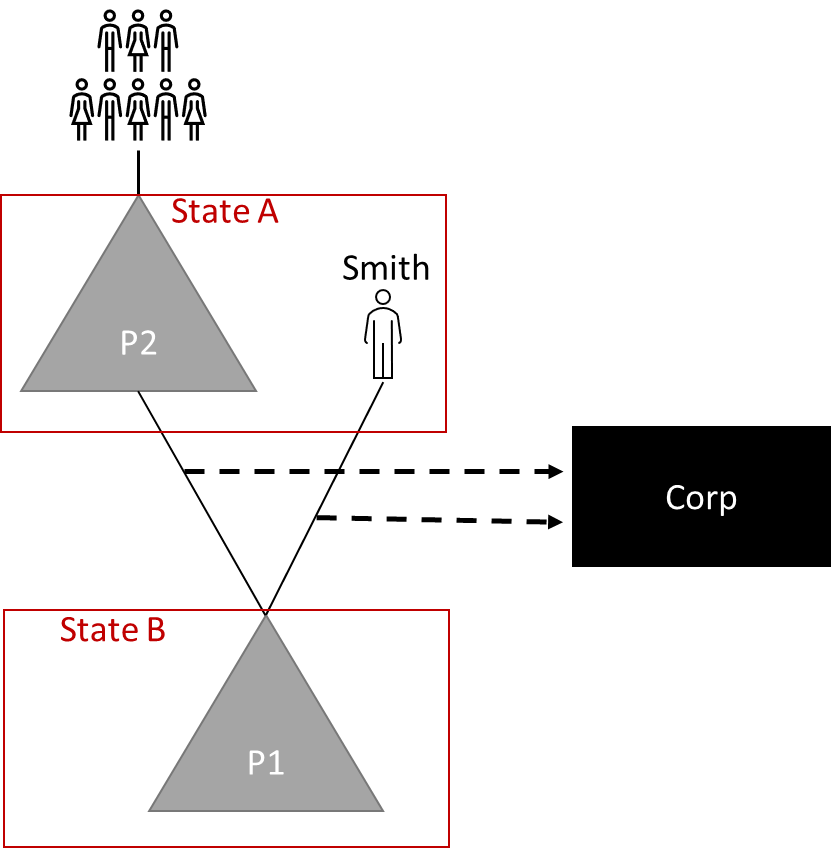 State A
Smith
P2
Corp
State B
P1